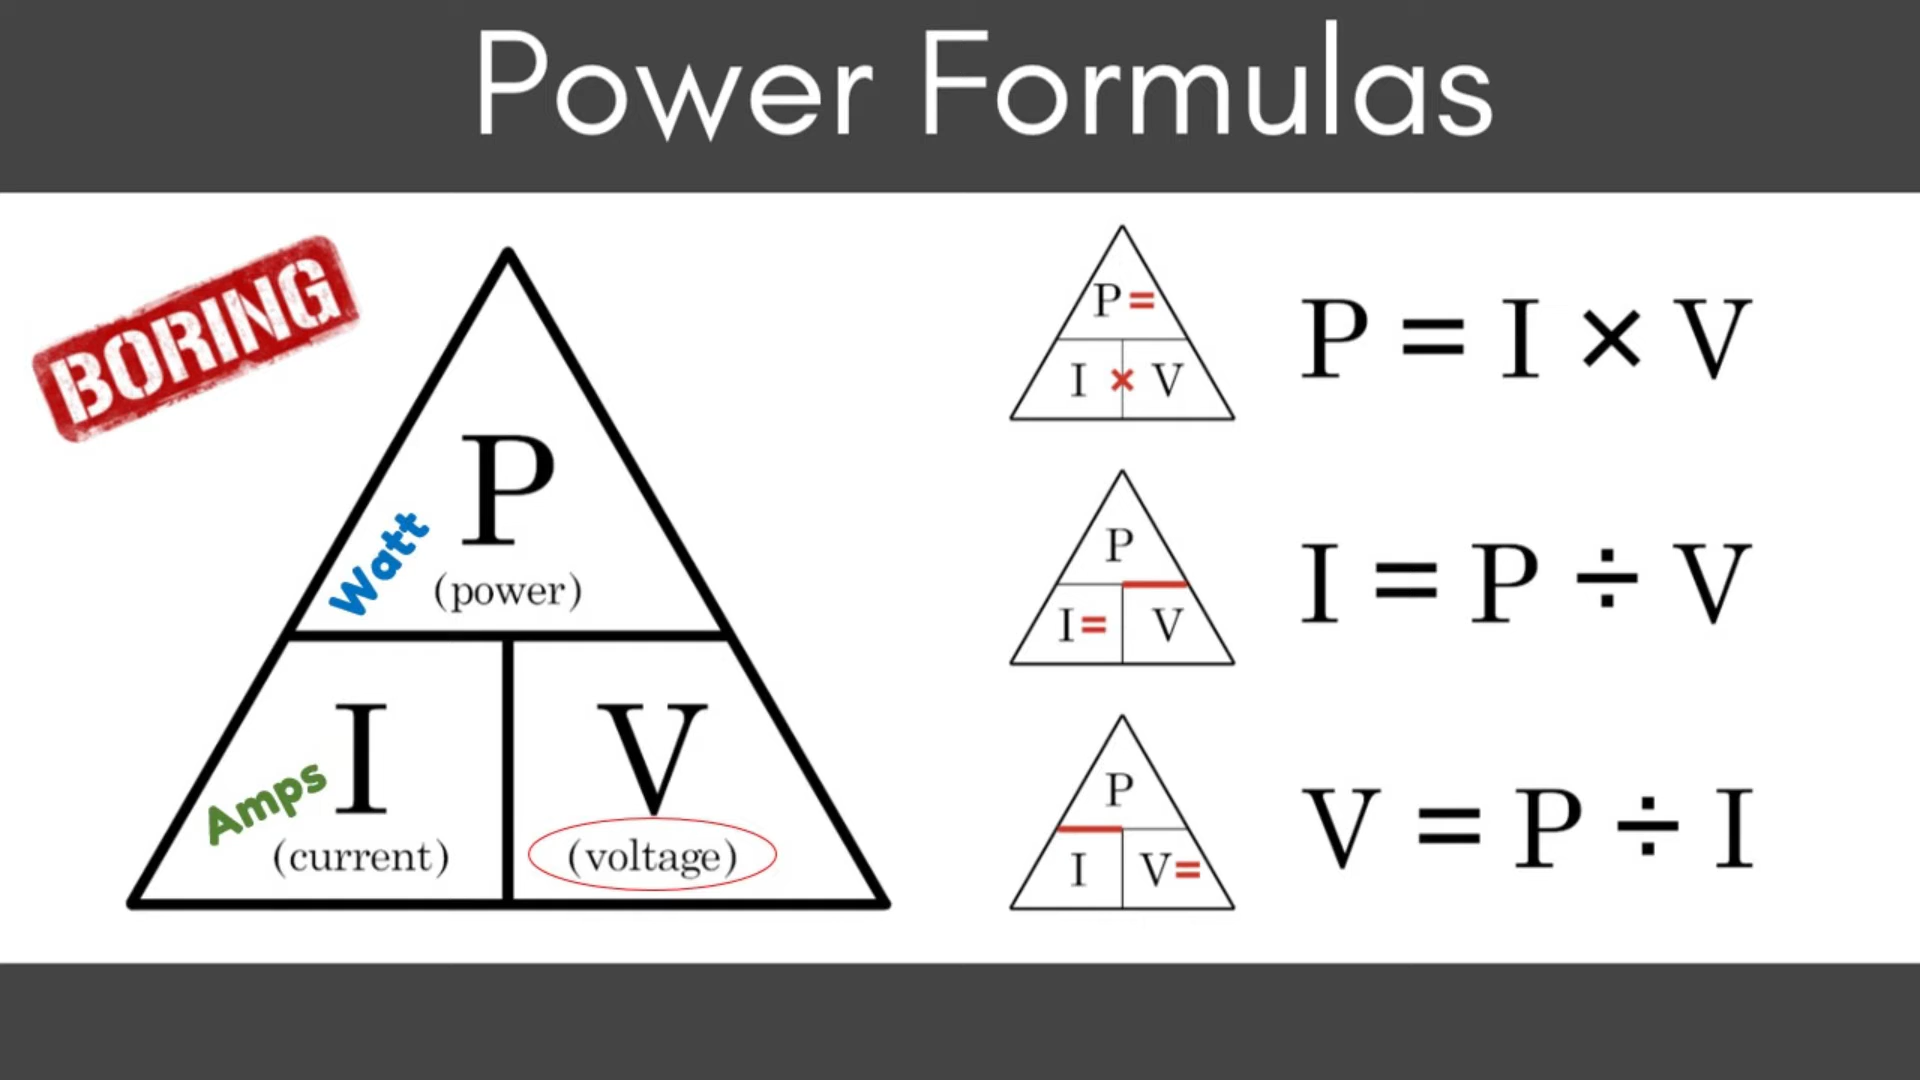 Power Formulas
BORING
P
Watt
(power)
I
V
Amps
(current)
(voltage)
P =
I × V
P = I × V
P
I = V
I = P ÷ V
P
I V =
V = P ÷ I